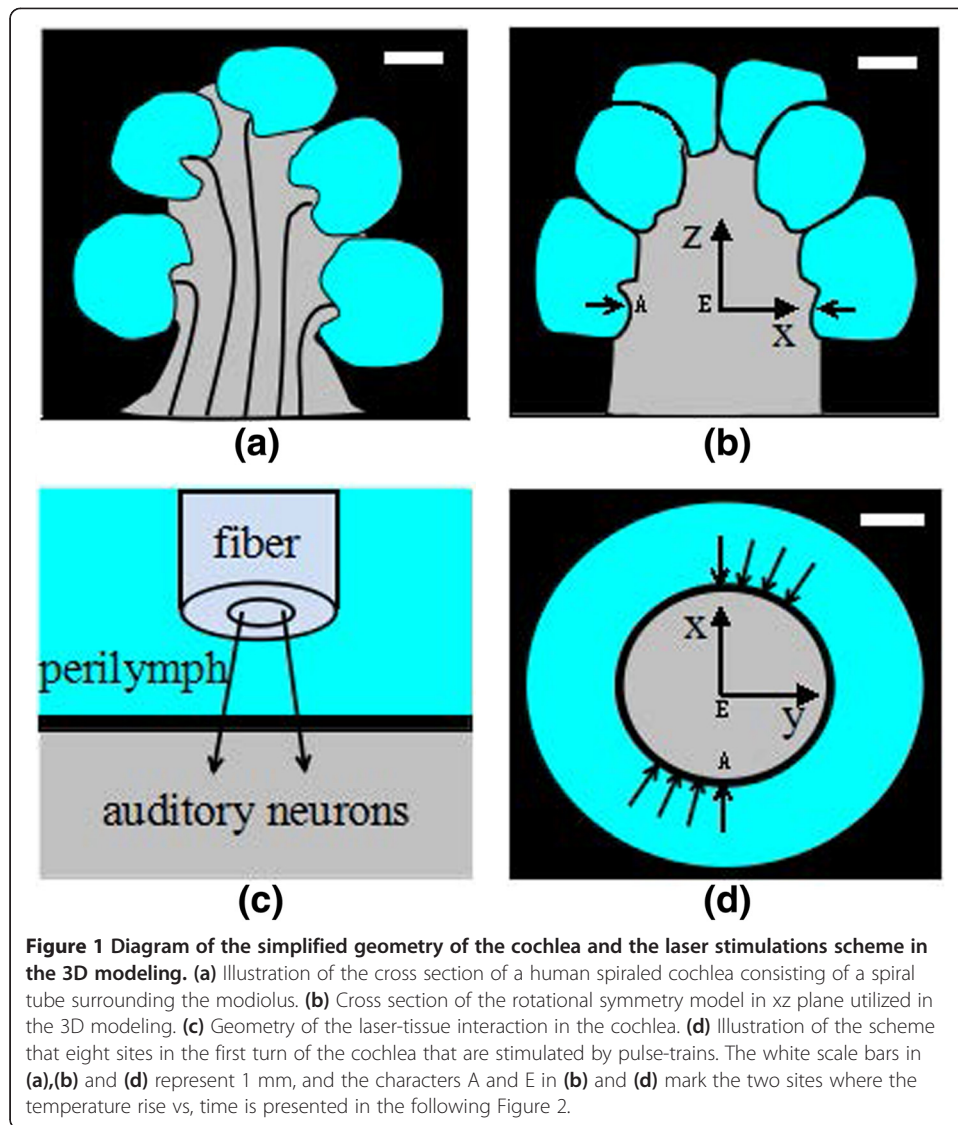 (a)
Z
A
E
X
(b)
fiber
perilymph
auditory neurons
(c)
X
E
y
A
(d)
Figure 1 Diagram of the simplified geometry of the cochlea and the laser stimulations scheme in
the 3D modeling. (a) Illustration of the cross section of a human spiraled cochlea consisting of a spiral
tube surrounding the modiolus. (b) Cross section of the rotational symmetry model in xz plane utilized in
the 3D modeling. (c) Geometry of the laser-tissue interaction in the cochlea. (d) Illustration of the scheme
that eight sites in the first turn of the cochlea that are stimulated by pulse-trains. The white scale bars in
(a),(b) and (d) represent 1 mm, and the characters A and E in (b) and (d) mark the two sites where the
temperature rise vs, time is presented in the following Figure 2.